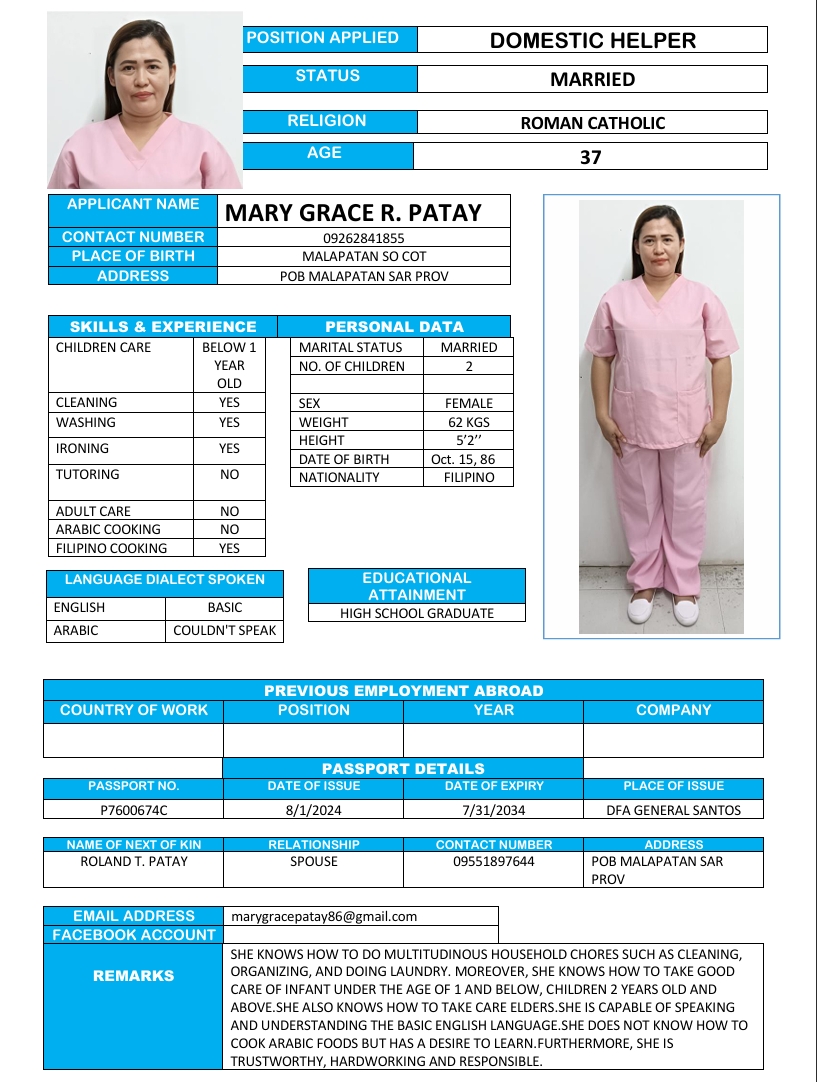 POSITION APPLIED DOMESTIC HELPER
STATUS MARRIED
RELIGION ROMAN CATHOLIC
AGE 37
APPLICANT NAME MARY GRACE R. PATAY
CONTACT NUMBER 09262841855
PLACE OF BIRTH MALAPATAN SO COT
ADDRESS POB MALAPATAN SAR PROV
SKILLS & EXPERIENCE
CHILDREN CARE BELOW 1
YEAR
OLD
CLEANING YES
WASHING YES
IRONING YES
TUTORING NO
ADULT CARE NO
ARABIC COOKING NO
FILIPINO COOKING YES
PERSONAL DATA
MARITAL STATUS MARRIED
NO. OF CHILDREN 2
SEX FEMALE
WEIGHT 62 KGS
HEIGHT 5’2’’
DATE OF BIRTH Oct. 15, 86
NATIONALITY FILIPINO
LANGUAGE DIALECT SPOKEN
ENGLISH BASIC
ARABIC COULDN'T SPEAK
EDUCATIONAL
ATTAINMENT
HIGH SCHOOL GRADUATE
PREVIOUS EMPLOYMENT ABROAD
COUNTRY OF WORK POSITION YEAR COMPANY
PASSPORT DETAILS
PASSPORT NO. DATE OF ISSUE DATE OF EXPIRY PLACE OF ISSUE
P7600674C 8/1/2024 7/31/2034 DFA GENERAL SANTOS
NAME OF NEXT OF KIN RELATIONSHIP CONTACT NUMBER ADDRESS
ROLAND T. PATAY SPOUSE 09551897644 POB MALAPATAN SAR
PROV
EMAIL ADDRESS marygracepatay86@gmail.com
FACEBOOK ACCOUNT
REMARKS
SHE KNOWS HOW TO DO MULTITUDINOUS HOUSEHOLD CHORES SUCH AS CLEANING,
ORGANIZING, AND DOING LAUNDRY. MOREOVER, SHE KNOWS HOW TO TAKE GOOD
CARE OF INFANT UNDER THE AGE OF 1 AND BELOW, CHILDREN 2 YEARS OLD AND
ABOVE.SHE ALSO KNOWS HOW TO TAKE CARE ELDERS.SHE IS CAPABLE OF SPEAKING
AND UNDERSTANDING THE BASIC ENGLISH LANGUAGE.SHE DOES NOT KNOW HOW TO
COOK ARABIC FOODS BUT HAS A DESIRE TO LEARN.FURTHERMORE, SHE IS
TRUSTWORTHY, HARDWORKING AND RESPONSIBLE.